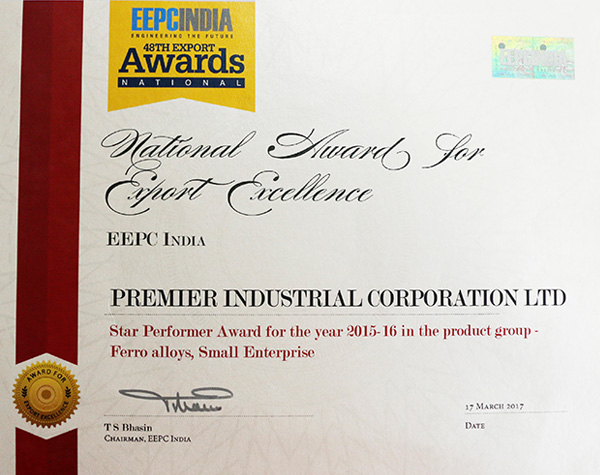 EEPCINDIA
ENGINEERING THE FUTURE
48TH EXPORT
Awards
NATIONAL
National Award for
Export Excellence
EEPC INDIA
PREMIER INDUSTRIAL CORPORATION LTD
Star Performer Award for the year 2015-16 in the product group -
Ferro alloys, Small Enterprise
AWARD FOR
EXPORT EXCELLENCE
T S Bhasin
CHAIRMAN, EEPC INDIA
17 MARCH 2017
DATE